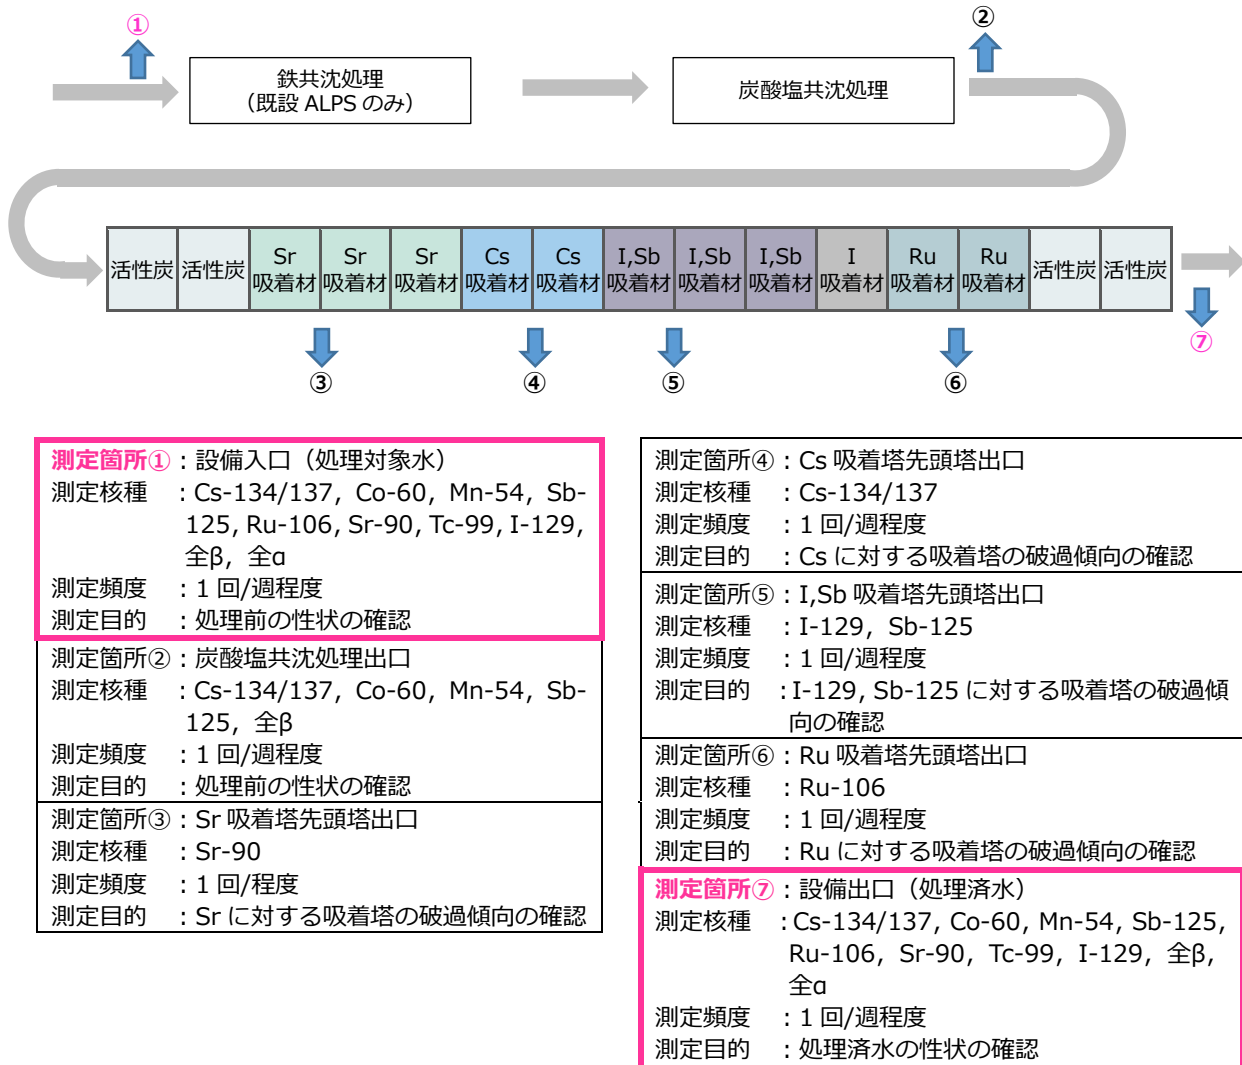 ①
②
鉄共沈処理
（既設 ALPS のみ）
炭酸塩共沈処理
活性炭
活性炭
Sr
吸着材
Sr
吸着材
Sr
吸着材
Cs
吸着材
Cs
吸着材
I,Sb
吸着材
I,Sb
吸着材
I,Sb
吸着材
I
吸着材
Ru
吸着材
Ru
吸着材
活性炭
活性炭
③
④
⑤
⑥
⑦
測定箇所①：設備入口（処理対象水）
測定核種　：Cs-134/137，Co-60，Mn-54，Sb-
125，Ru-106，Sr-90，Tc-99，I-129，
全β，全α
測定頻度　：1 回/週程度
測定目的　：処理前の性状の確認
測定箇所②：炭酸塩共沈処理出口
測定核種　：Cs-134/137，Co-60，Mn-54，Sb-
125，全β
測定頻度　：1 回/週程度
測定目的　：処理前の性状の確認
測定箇所③：Sr 吸着塔先頭塔出口
測定核種　：Sr-90
測定頻度　：1 回/程度
測定目的　：Sr に対する吸着塔の破過傾向の確認
測定箇所④：Cs 吸着塔先頭塔出口
測定核種　：Cs-134/137
測定頻度　：1 回/週程度
測定目的　：Cs に対する吸着塔の破過傾向の確認
測定箇所⑤：I,Sb 吸着塔先頭塔出口
測定核種　：I-129，Sb-125
測定頻度　：1 回/週程度
測定目的　：I-129，Sb-125 に対する吸着塔の破過傾
向の確認
測定箇所⑥：Ru 吸着塔先頭塔出口
測定核種　：Ru-106
測定頻度　：1 回/週程度
測定目的　：Ru に対する吸着塔の破過傾向の確認
測定箇所⑦：設備出口（処理済水）
測定核種　：Cs-134/137，Co-60，Mn-54，Sb-125，
Ru-106，Sr-90，Tc-99，I-129，全β，
全α
測定頻度　：1 回/週程度
測定目的　：処理済水の性状の確認